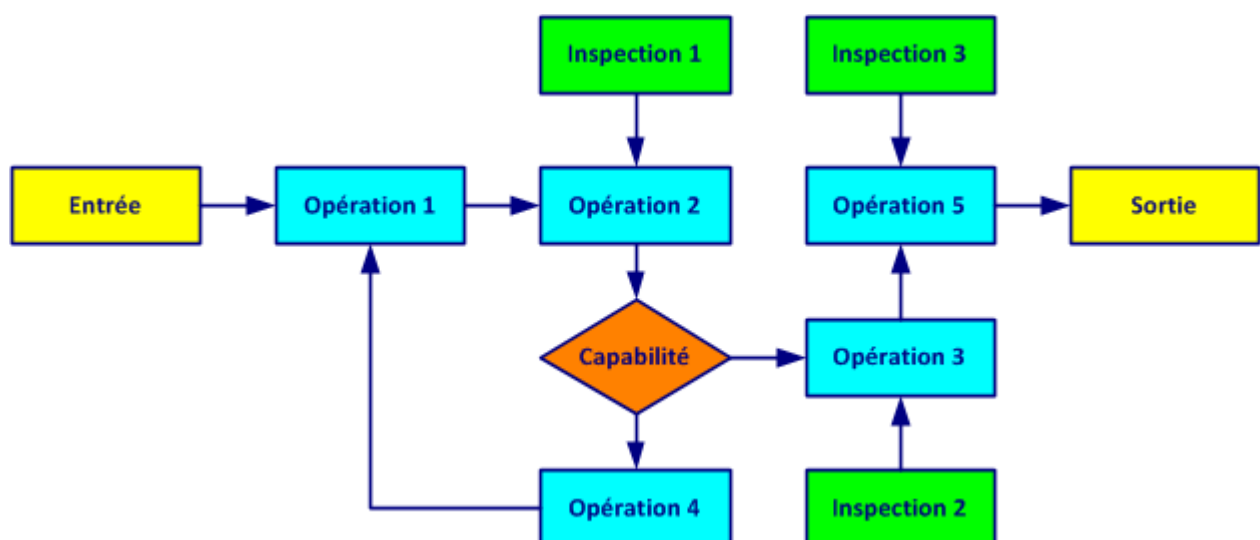 Inspection 1
Inspection 3
Entrée
Opération 1
Opération 2
Opération 5
Sortie
Capabilité
Opération 3
Opération 4
Inspection 2